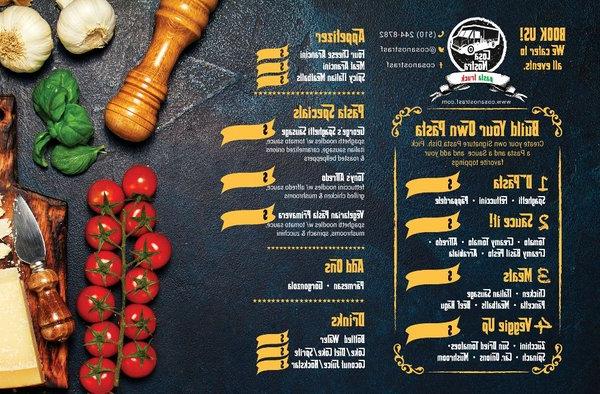 BOOK US!
We cater to
all events.
Cosa
Nostra
pasta truck
(510) 244-8782
@cosanostrasf
cosanostrasf
www.cosanostrasf.com
Build Your Own Pasta
Create your own Signature Pasta Dish. Pick
a Pasta and a Sauce and add your
favorite toppings
1 D'Pasta
$
Spaghetti • Fettuccini • Pappardelle
2 Sauce it!
$
Tomato • Creamy Tomato • Alfredo •
Creamy Basil Pesto • Arrabiata
3 Meats
$
Chicken • Italian Sausage
Pancetta • Meatballs • Beef Ragu
4 Veggie Up
$
Zucchini • Sun Dried Tomatoes•
Spinach • Car Onions • Mushroom
Appetizer
Four Cheese Arancini
Meat Arancini
Spicy Italian Meatballs
Pasta Specials
George's Spaghetti Sausage
$
spaghetti noodles w/ tomato sauce,
italian sausage, caramelized onions,
& roasted bellpeppers
Tony's Alfredo
$
fettuccini noodles w/ alfredo sauce,
grilled chicken & mushrooms
Vegetarian Pasta Primavera
$
spaghetti noodles w/ tomato sauce,
mushrooms, spinach, & zucchini
Add Ons
Parmesan • Gorgonzola
Drinks
Bottled Water
Coke/Diet Coke/Sprite
Coconut/Juice/Rockstar